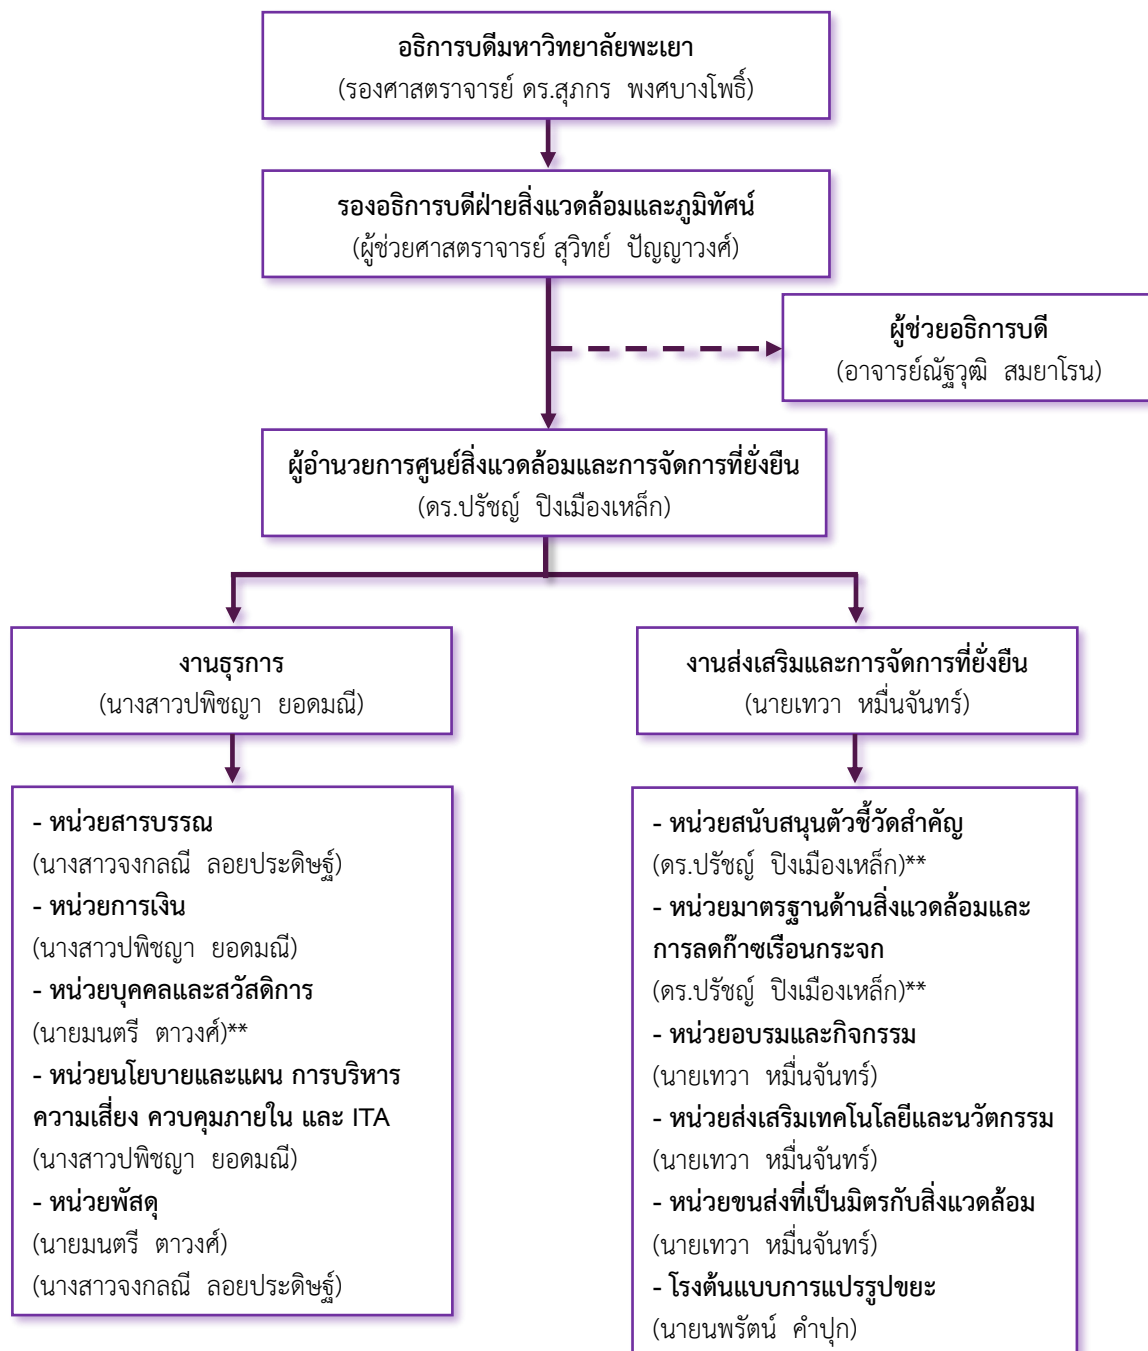 อธิการบดีมหาวิทยาลัยพะเยา
(รองศาสตราจารย์ ดร.สุภกร พงศบางโพธิ์)
รองอธิการบดีฝ่ายสิ่งแวดล้อมและภูมิทัศน์
(ผู้ช่วยศาสตราจารย์ สุวิทย์ ปัญญาวงศ์)
ผู้ช่วยอธิการบดี
(อาจารย์ณัฐวุฒิ สมยาโรน)
ผู้อำนวยการศูนย์สิ่งแวดล้อมและการจัดการที่ยั่งยืน
(ดร.ปรัชญ์ ปิงเมืองเหล็ก)
งานธุรการ
(นางสาวปพิชญา ยอดมณี)
- หน่วยสารบรรณ
(นางสาวจงกลณี ลอยประดิษฐ์)
- หน่วยการเงิน
(นางสาวปพิชญา ยอดมณี)
- หน่วยบุคคลและสวัสดิการ
(นายมนตรี ตาวงศ์)**
- หน่วยนโยบายและแผน การบริหาร
ความเสี่ยง ควบคุมภายใน และ ITA
(นางสาวปพิชญา ยอดมณี)
- หน่วยพัสดุ
(นายมนตรี ตาวงศ์)
(นางสาวจงกลณี ลอยประดิษฐ์)
งานส่งเสริมและการจัดการที่ยั่งยืน
(นายเทวา หมื่นจันทร์)
- หน่วยสนับสนุนตัวชี้วัดสำคัญ
(ดร.ปรัชญ์ ปิงเมืองเหล็ก)**
- หน่วยมาตรฐานด้านสิ่งแวดล้อมและ
การลดก๊าซเรือนกระจก
(ดร.ปรัชญ์ ปิงเมืองเหล็ก)**
- หน่วยอบรมและกิจกรรม
(นายเทวา หมื่นจันทร์)
- หน่วยส่งเสริมเทคโนโลยีและนวัตกรรม
(นายเทวา หมื่นจันทร์)
- หน่วยขนส่งที่เป็นมิตรกับสิ่งแวดล้อม
(นายเทวา หมื่นจันทร์)
- โรงต้นแบบการแปรรูปขยะ
(นายนพรัตน์ คำปุก)